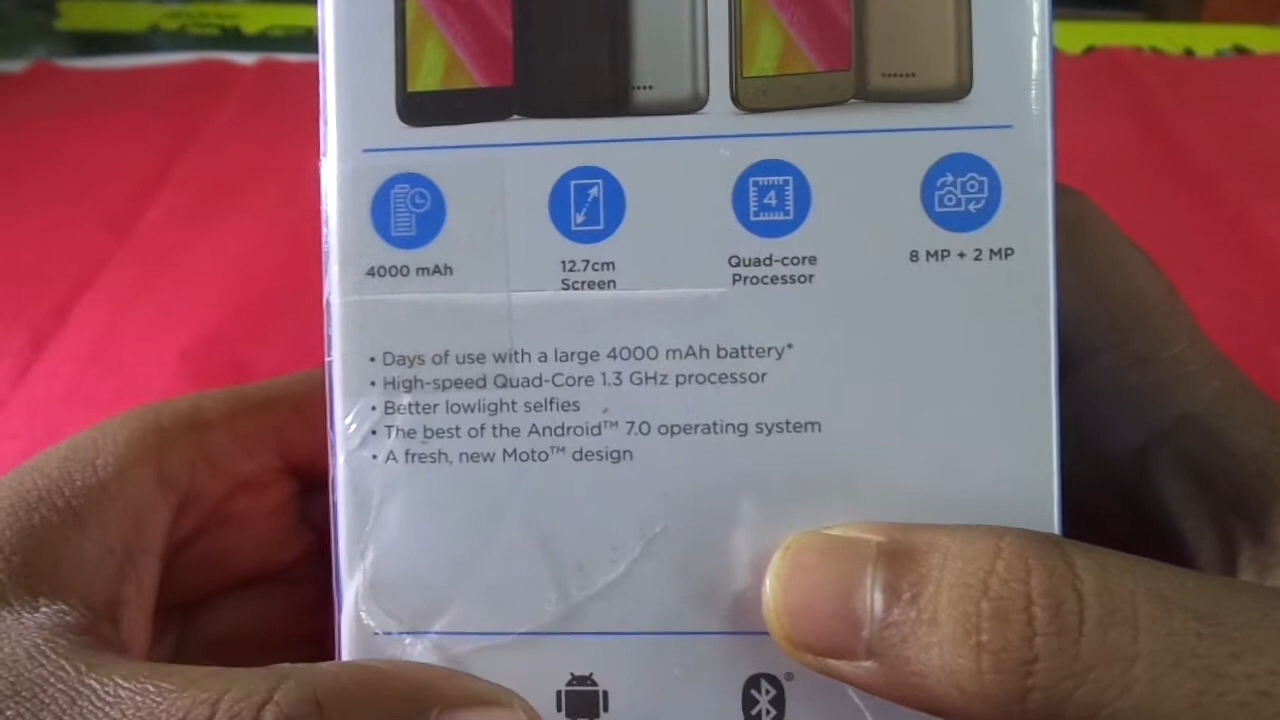 4
4000 mAh
12.7cm
Screen
Quad-core
Processor
8 MP + 2 MP
• Days of use with a large 4000 mAh battery*
• High-speed Quad-Core 1.3 GHz processor
• Better lowlight selfies
• The best of the Android™ 7.0 operating system
• A fresh, new Moto™ design
®